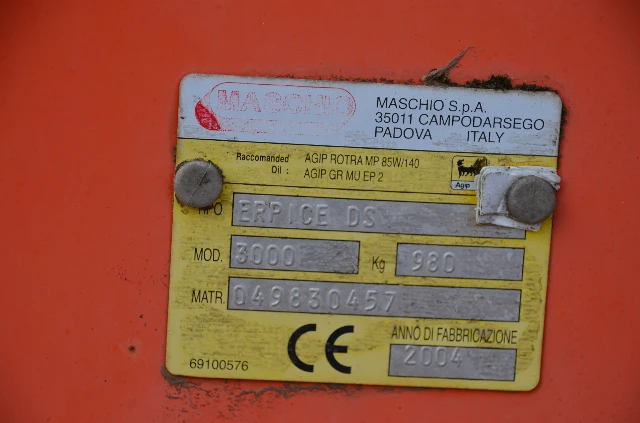 MASCHIO
MASCHIO S.p.A.
35011 CAMPODARSEGO
PADOVA ITALY
Raccomanded Oil : AGIP ROTRA MP 85W/140
AGIP GR MU EP 2
Agip
TIPO ERPICE DS
MOD. 3000 Kg 980
MATR. 049830457
CE ANNO DI FABBRICAZIONE
2004
69100576